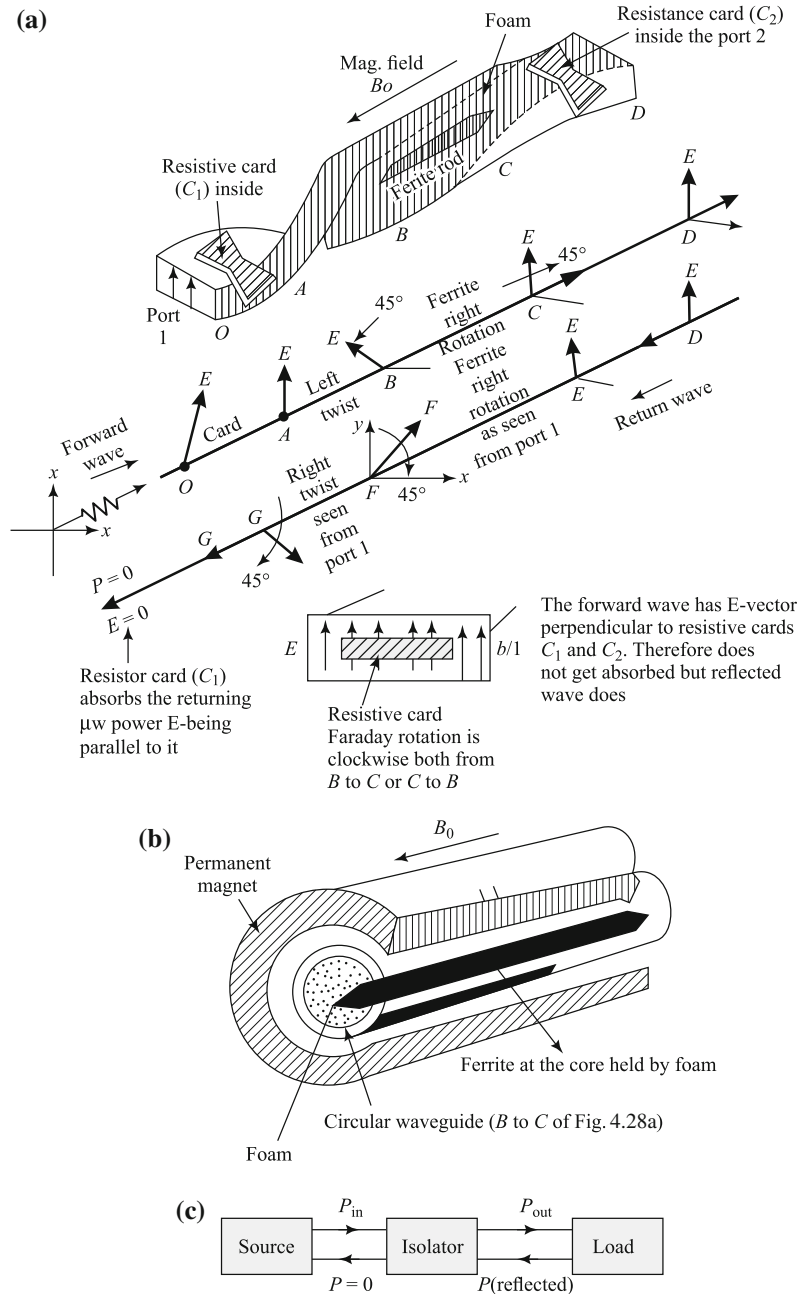 (a)
Foam
Resistance card (C2)
inside the port 2
Mag. field
Bo
D
Resistive card
(C1) inside
Ferite rod
C
B
A
Port
1
O
E
D
E
45°
C
Ferrite
right
Rotation
45°
E
B
E
Left
twist
A
E
Card
O
Forward
wave
x
x
E
D
E
E
Return wave
Ferrite
right
rotation
as seen
from port 1
y
F
x
F
45°
Right
twist
seen
from
port 1
G
G
45°
P = 0
E = 0
Resistor card (C1)
absorbs the returning
μw power E-being
parallel to it
E
b/1
Resistive card
Faraday rotation is
clockwise both from
B to C or C to B
The forward wave has E-vector
perpendicular to resistive cards
C1 and C2. Therefore does
not get absorbed but reflected
wave does
(b)
B0
Permanent
magnet
Ferrite at the core held by foam
Circular waveguide (B to C of Fig. 4.28a)
Foam
(c)
Pin
Pout
Source
Isolator
Load
P = 0
P(reflected)